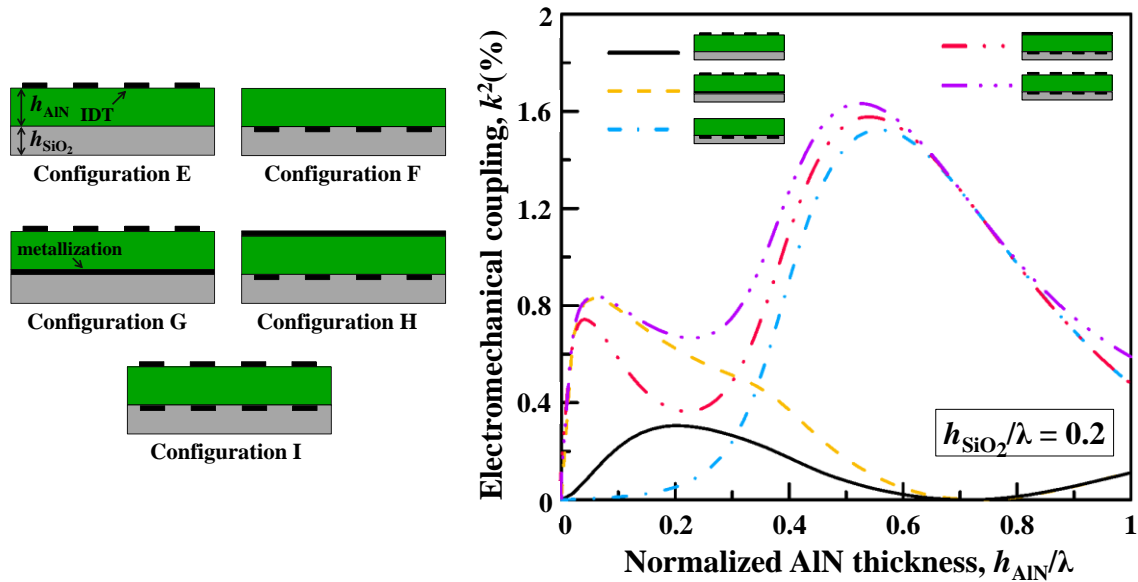 h_AlN
IDT
h_SiO₂
Configuration E
Configuration F
metallization
Configuration G
Configuration H
Configuration I
Electromechanical coupling, k²(%)
2
1.6
1.2
0.8
0.4
0
h_SiO₂/λ = 0.2
0 0.2 0.4 0.6 0.8 1
Normalized AlN thickness, h_AlN/λ